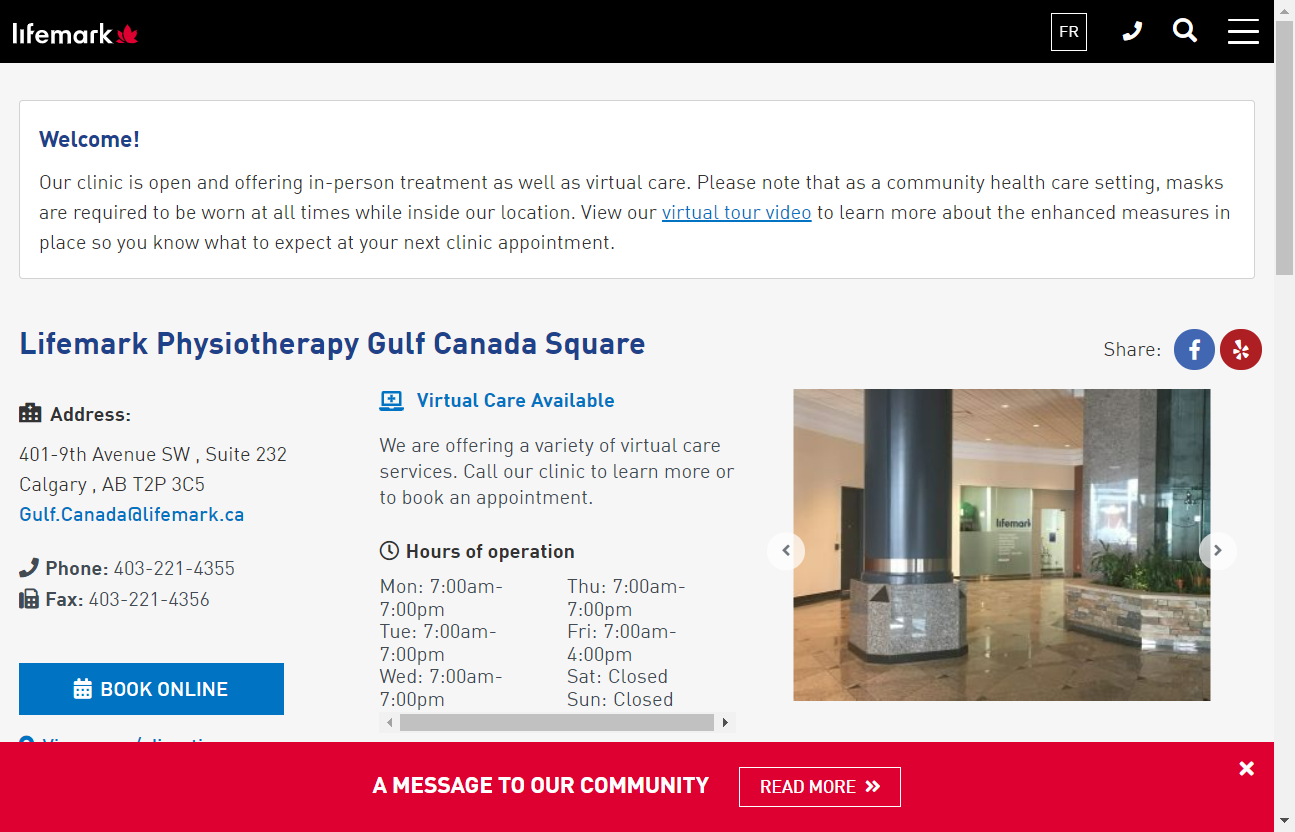 lifemark
FR
Welcome!
Our clinic is open and offering in-person treatment as well as virtual care. Please note that as a community health care setting, masks
are required to be worn at all times while inside our location. View our virtual tour video to learn more about the enhanced measures in
place so you know what to expect at your next clinic appointment.
Lifemark Physiotherapy Gulf Canada Square
Share:
Address:
401-9th Avenue SW , Suite 232
Calgary , AB T2P 3C5
Gulf.Canada@lifemark.ca
Phone: 403-221-4355
Fax: 403-221-4356
BOOK ONLINE
Virtual Care Available
We are offering a variety of virtual care
services. Call our clinic to learn more or
to book an appointment.
Hours of operation
Mon: 7:00am-
7:00pm
Tue: 7:00am-
7:00pm
Wed: 7:00am-
7:00pm
Thu: 7:00am-
7:00pm
Fri: 7:00am-
4:00pm
Sat: Closed
Sun: Closed
lifemark
A MESSAGE TO OUR COMMUNITY
READ MORE